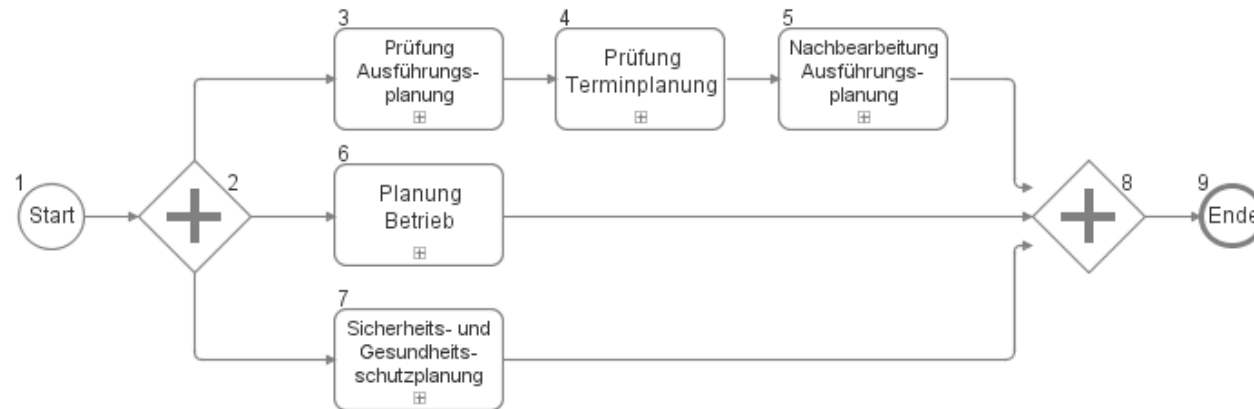 3
Prüfung
Ausführungs-
planung
4
Prüfung
Terminplanung
5
Nachbearbeitung
Ausführungs-
planung
1
Start
2
6
Planung
Betrieb
8
9
Ende
7
Sicherheits- und
Gesundheits-
schutzplanung